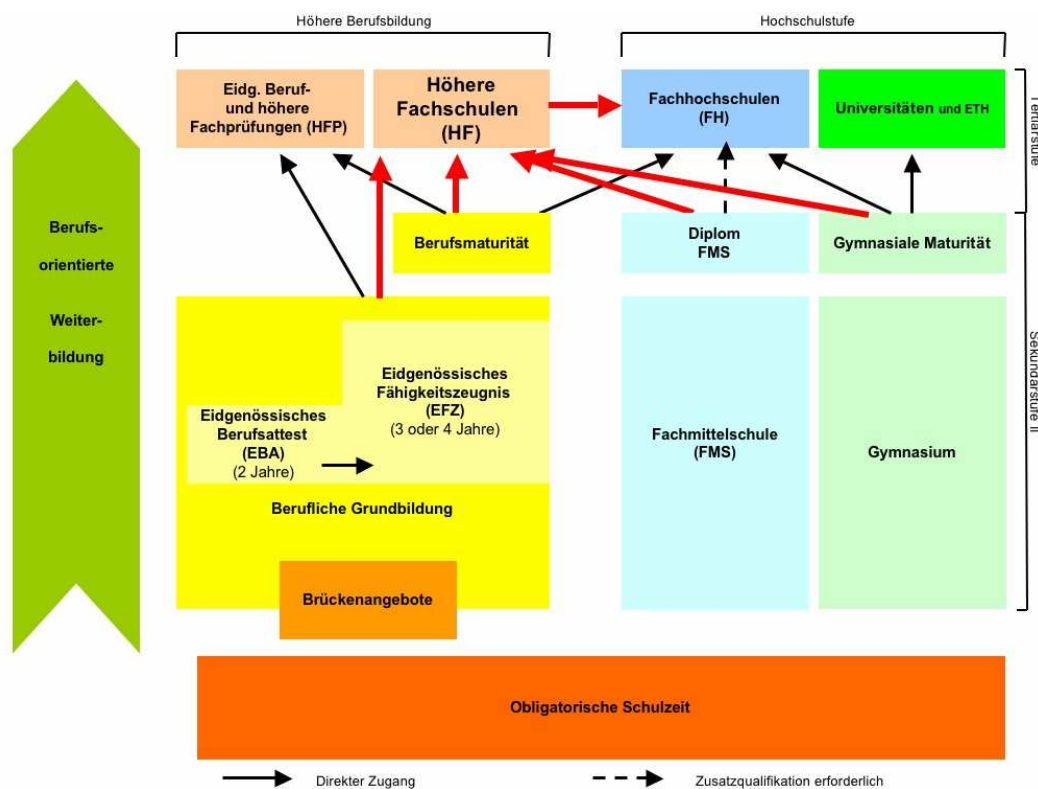 Höhere Berufsbildung
Hochschulstufe
Eidg. Beruf-
und höhere
Fachprüfungen (HFP)
Höhere
Fachschulen
(HF)
Fachhochschulen
(FH)
Universitäten und ETH
Tertiärstufe
Berufsmaturität
Diplom
FMS
Gymnasiale Maturität
Berufs-
orientierte
Weiter-
bildung
Eidgenössisches
Fähigkeitszeugnis
(EFZ)
(3 oder 4 Jahre)
Eidgenössisches
Berufsattest
(EBA)
(2 Jahre)
Berufliche Grundbildung
Fachmittelschule
(FMS)
Gymnasium
Sekundarstufe II
Brückenangebote
Obligatorische Schulzeit
Direkter Zugang
Zusatzqualifikation erforderlich